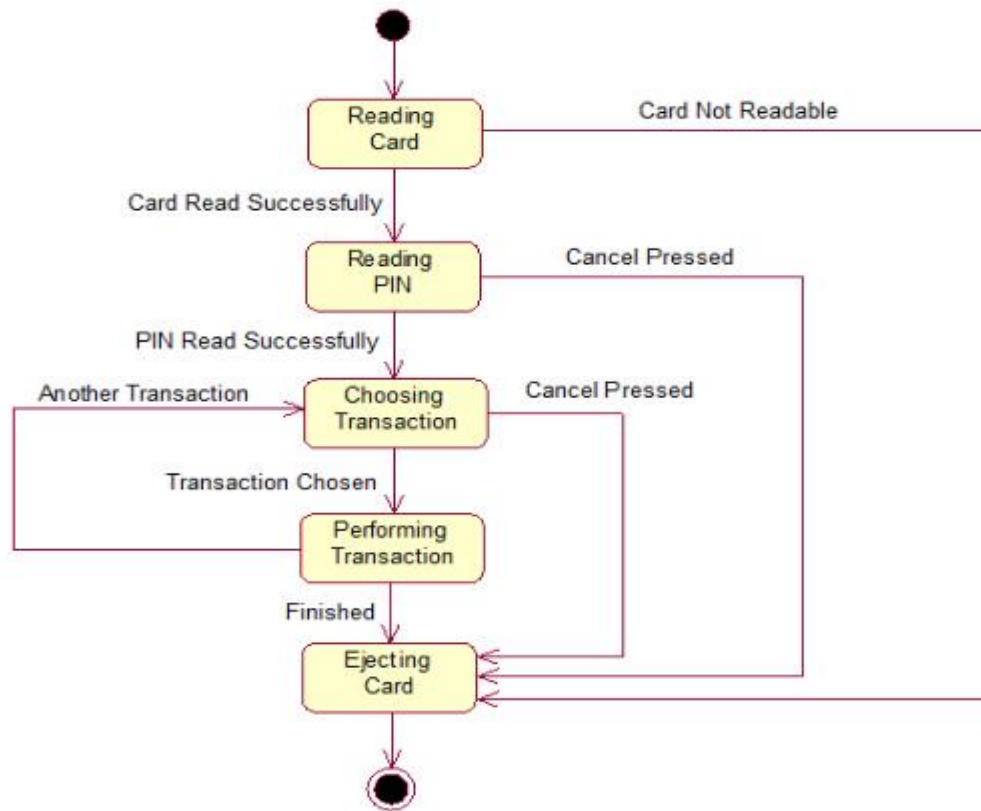 Reading
Card
Card Not Readable
Card Read Successfully
Reading
PIN
Cancel Pressed
PIN Read Successfully
Another Transaction
Choosing
Transaction
Cancel Pressed
Transaction Chosen
Performing
Transaction
Finished
Ejecting
Card